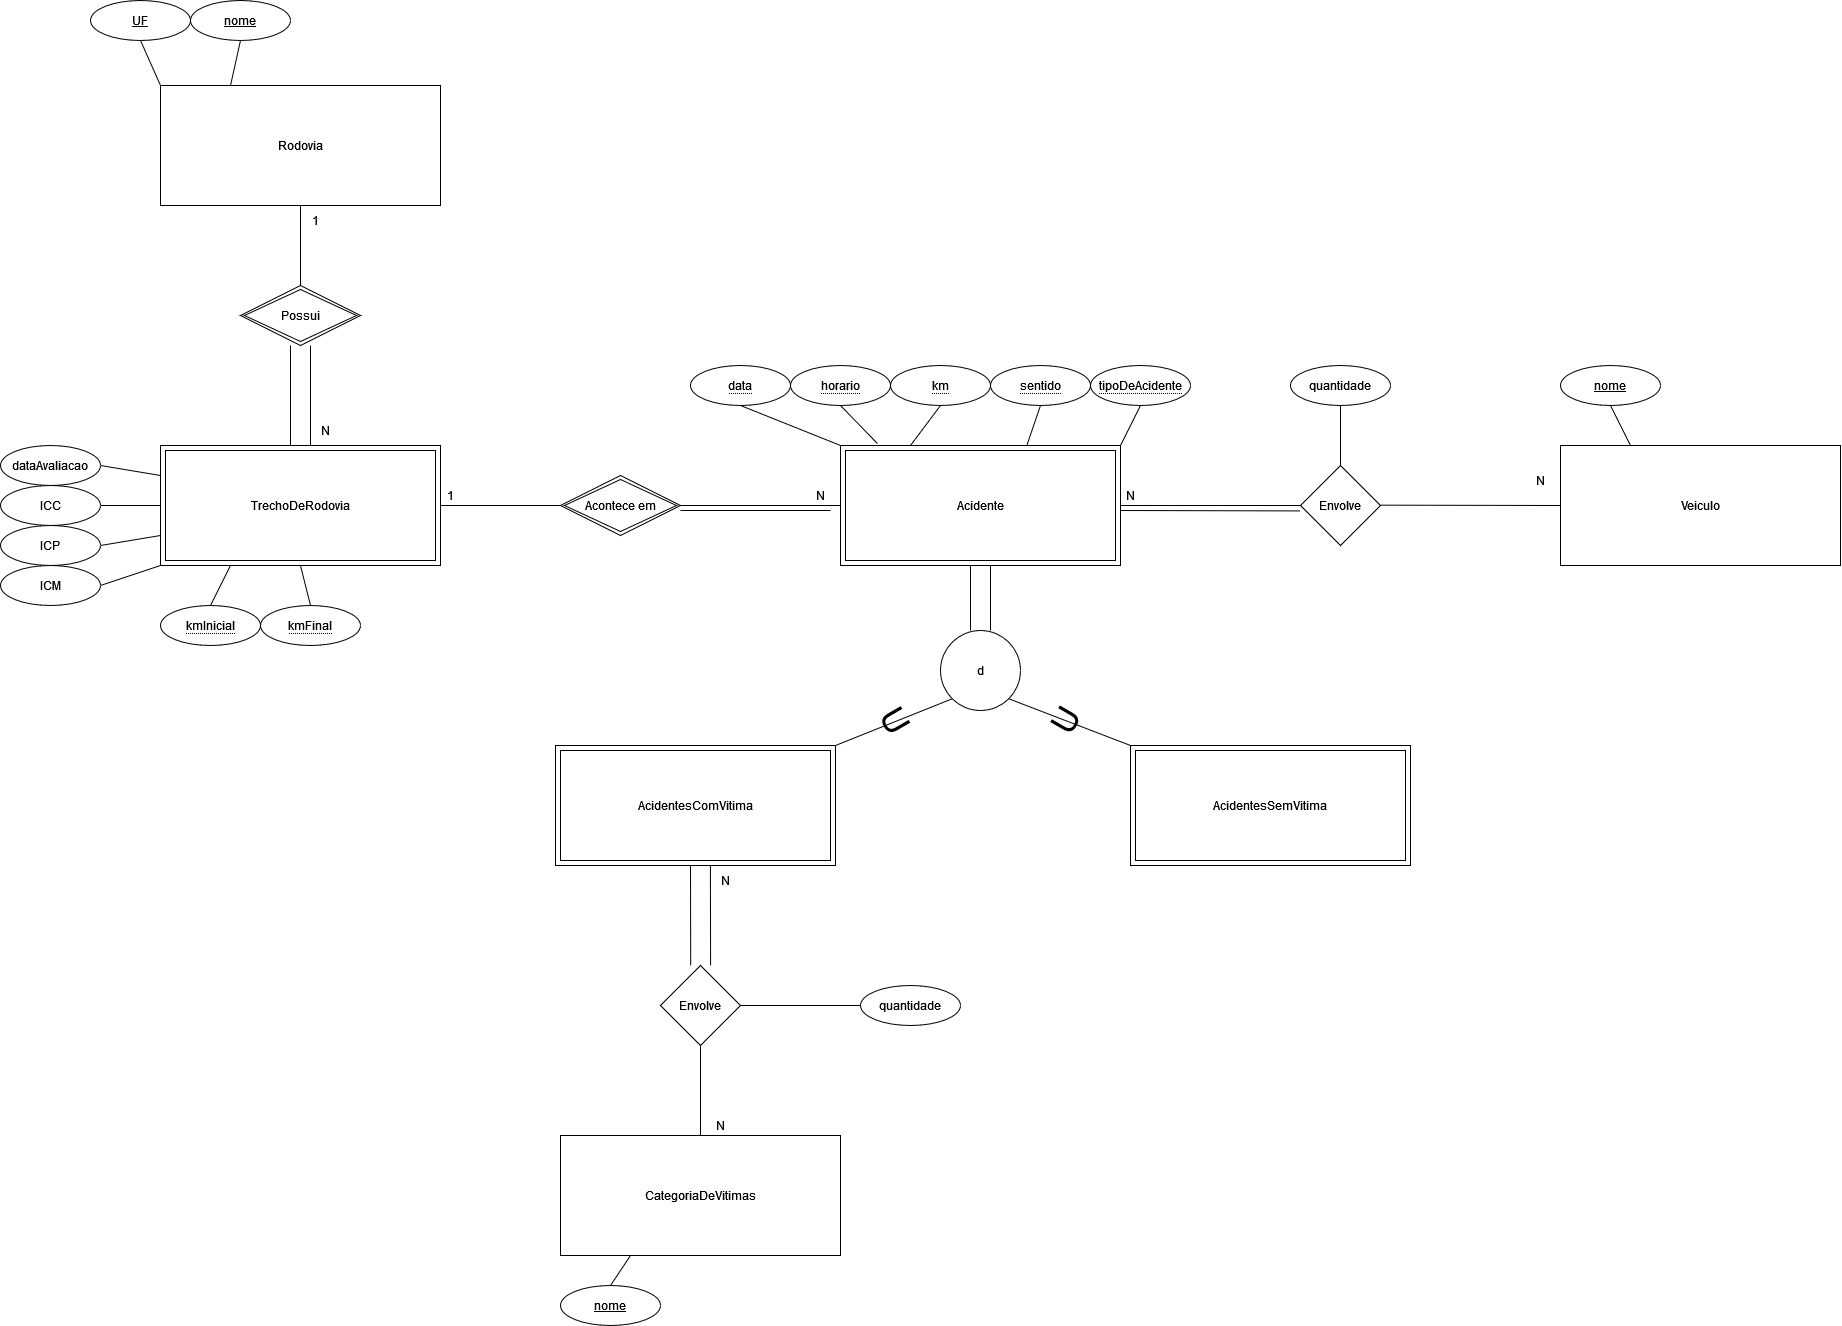 UF
nome
Rodovia
1
Possui
N
data
horario
km
sentido
tipoDeAcidente
quantidade
nome
dataAvaliacao
ICC
ICP
ICM
TrechoDeRodovia
1
Acontece em
N
Acidente
N
Envolve
N
Veiculo
kmInicial
kmFinal
d
AcidentesComVitima
AcidentesSemVitima
N
Envolve
quantidade
N
CategoriaDeVitimas
nome